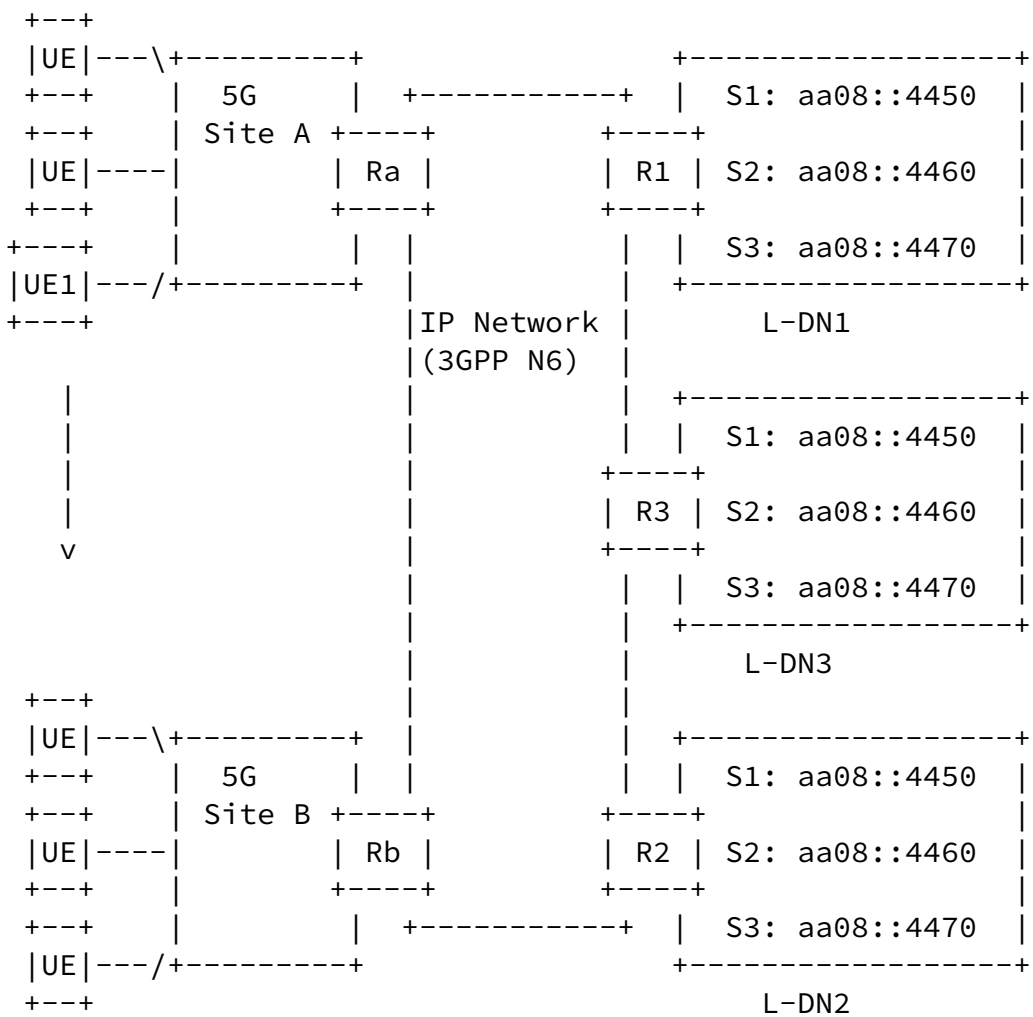 +--+
|UE|---\+---------+                 +------------------+
+--+    |  5G     |  +-----------+  |  S1: aa08::4450  |
+--+    | Site A +----+         +----+                 |
|UE|----|        | Ra |         | R1 | S2: aa08::4460  |
+--+    |        +----+         +----+                 |
+---+    |         |  |           |  |  S3: aa08::4470  |
|UE1|---/+---------+  |           |  +------------------+
+---+                 |IP Network |       L-DN1
|(3GPP N6)  |
|                  |           |  +------------------+
|                  |           |  |  S1: aa08::4450  |
|                  |          +----+                 |
|                  |          | R3 | S2: aa08::4460  |
v                  |          +----+                 |
|           |  |  S3: aa08::4470  |
|           |  +------------------+
|           |      L-DN3
+--+                 |           |
|UE|---\+---------+  |           |  +------------------+
+--+    |  5G     |  |           |  |  S1: aa08::4450  |
+--+    | Site B +----+         +----+                 |
|UE|----|        | Rb |         | R2 | S2: aa08::4460  |
+--+    |        +----+         +----+                 |
+--+    |         |  +-----------+  |  S3: aa08::4470  |
|UE|---/+---------+                 +------------------+
+--+                                     L-DN2